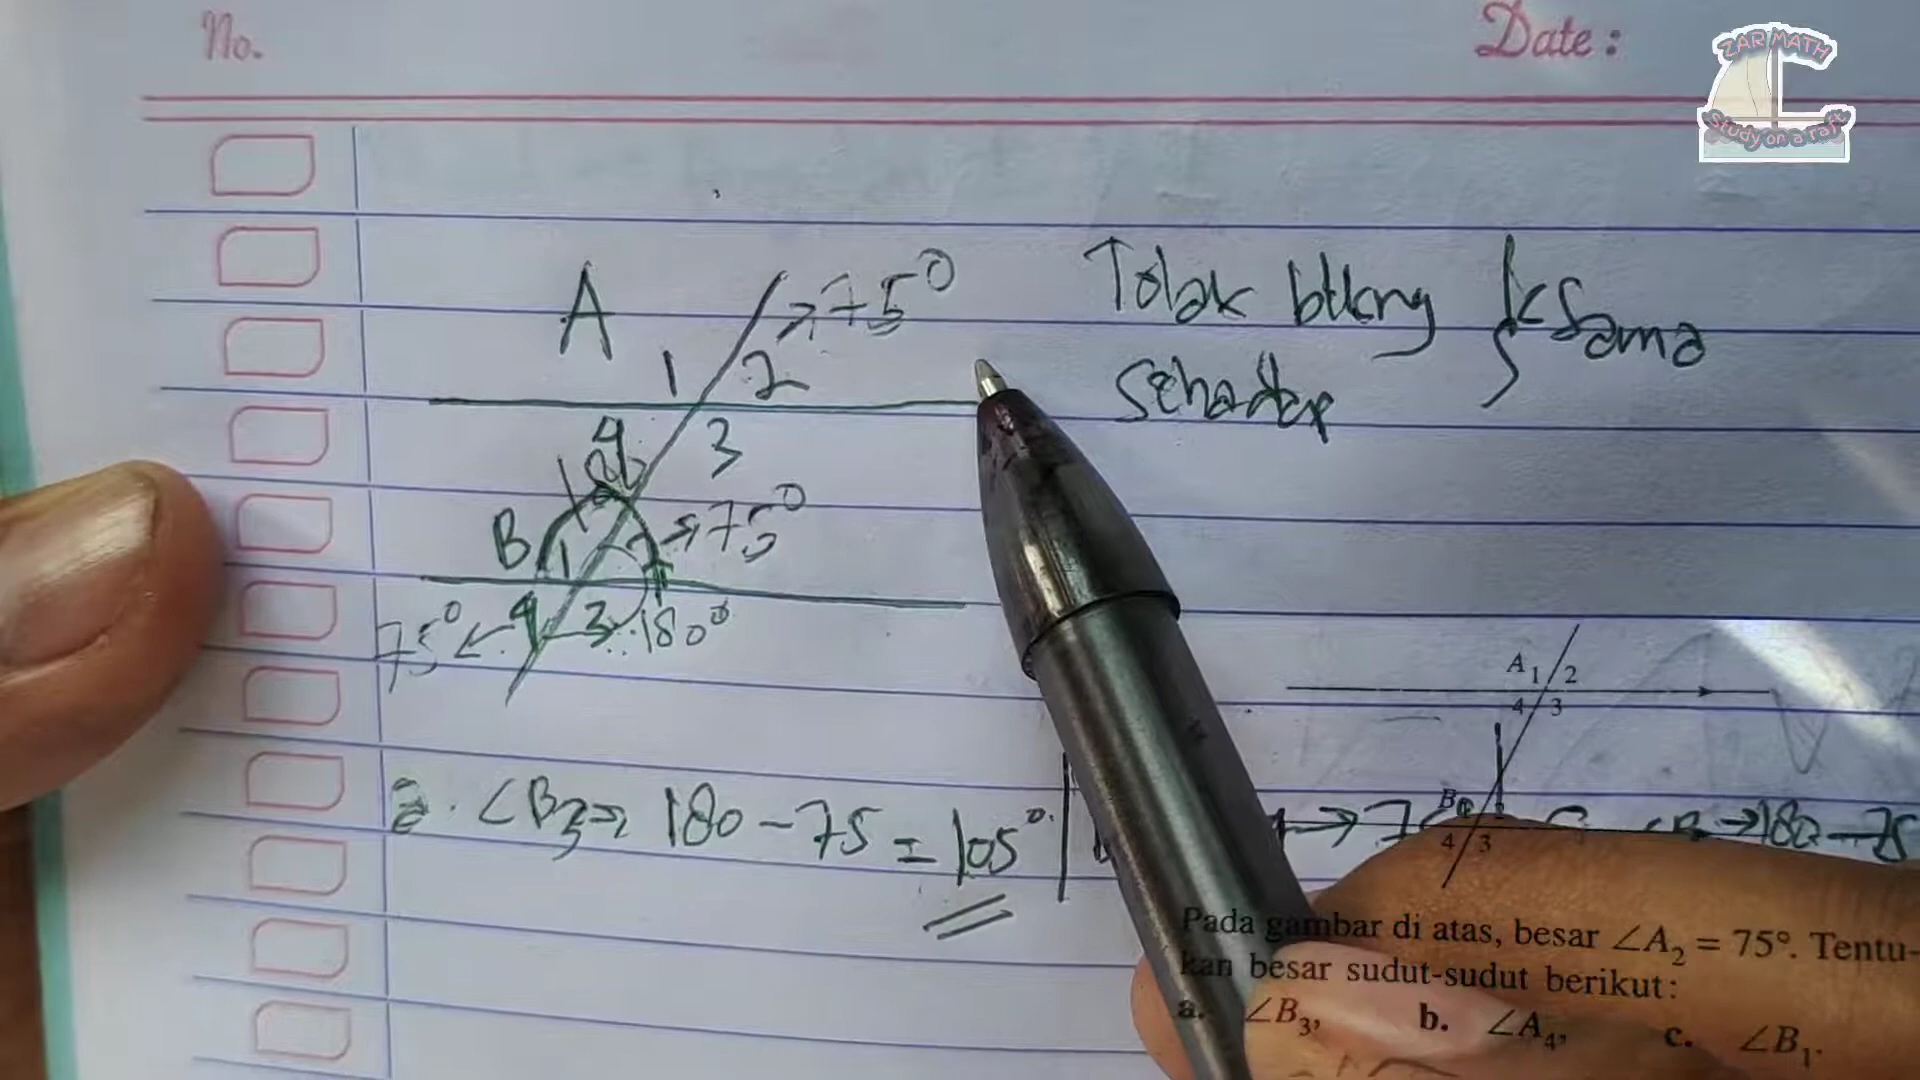 No.
Date :
ZAR MATH
Study on a raft
A
75°
Tolak
sama
1
2
4
3
B
1
75°
75°
4
3
180°
a. ∠B3 => 180 - 75 = 105°
180 - 75
A 1 2
4 3
B
4 3
Pada gambar di atas, besar ∠A2 = 75°. Tentu-
kan besar sudut-sudut berikut:
a. ∠B3, b. ∠A4, c. ∠B1.